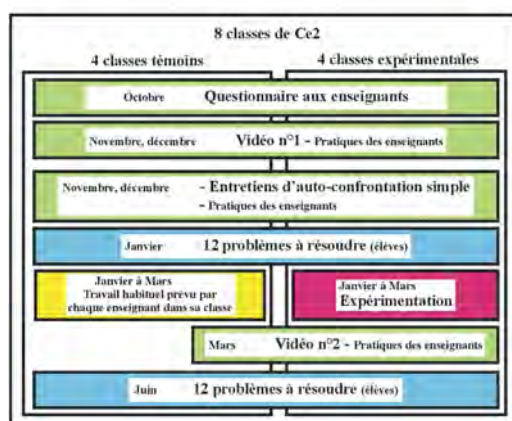 8 classes de Ce2
4 classes témoins
4 classes expérimentales
Octobre Questionnaire aux enseignants
Novembre, décembre Vidéo n°1 - Pratiques des enseignants
Novembre, décembre - Entretiens d'auto-confrontation simple
- Pratiques des enseignants
Janvier 12 problèmes à résoudre (élèves)
Janvier à Mars
Travail habituel prévu par
chaque enseignant dans sa classe
Janvier à Mars
Expérimentation
Mars Vidéo n°2 - Pratiques des enseignants
Juin 12 problèmes à résoudre (élèves)